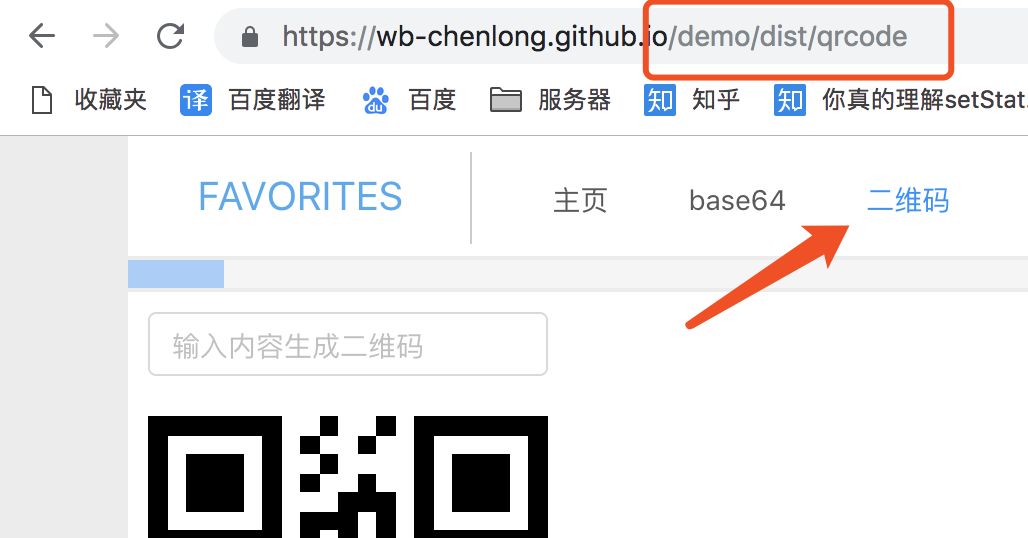 https://wb-chenlong.github.io/demo/dist/qrcode
收藏夹 译 百度翻译 du 百度 服务器 知 知乎 知 你真的理解setStat.
FAVORITES 主页 base64 二维码
输入内容生成二维码